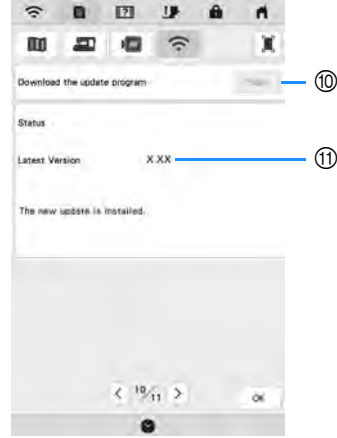 Download the update program
⑩
Status
Latest Version X.XX
⑪
The new update is installed.
< 10/11 >
OK